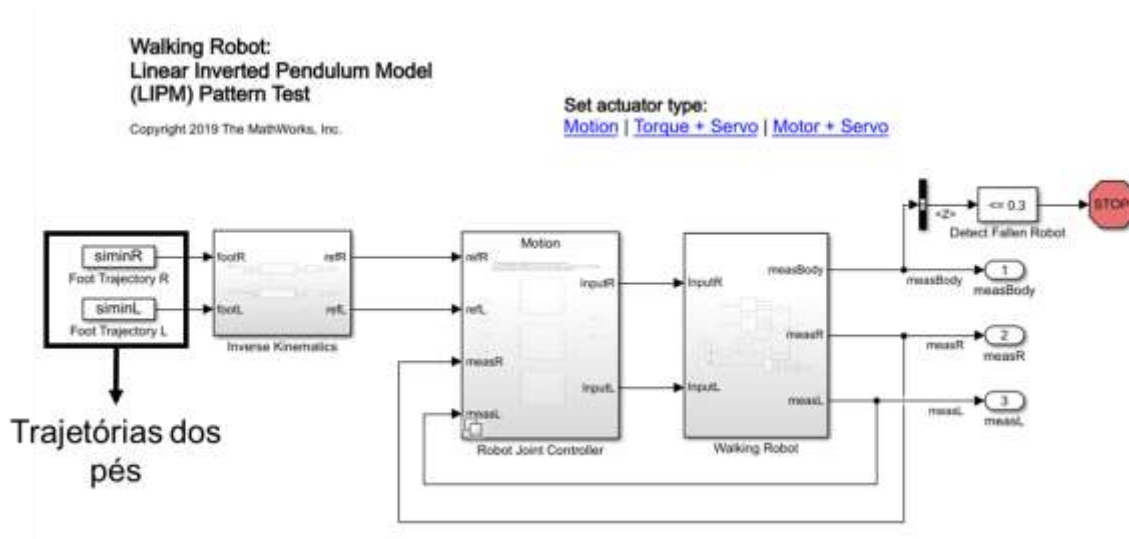 Walking Robot:
Linear Inverted Pendulum Model
(LIPM) Pattern Test
Copyright 2019 The MathWorks, Inc.
Set actuator type:
Motion | Torque + Servo | Motor + Servo
<Z>
<= 0.3
STOP
Detect Fallen Robot
siminR
Foot Trajectory R
siminL
Foot Trajectory L
footR
refR
footL
refL
Inverse Kinematics
Motion
refR
refL
measR
measL
InputR
InputL
Robot Joint Controller
InputR
InputL
measBody
measR
measL
Walking Robot
measBody
1
measBody
measR
2
measR
measL
3
measL
Trajetórias dos
pés